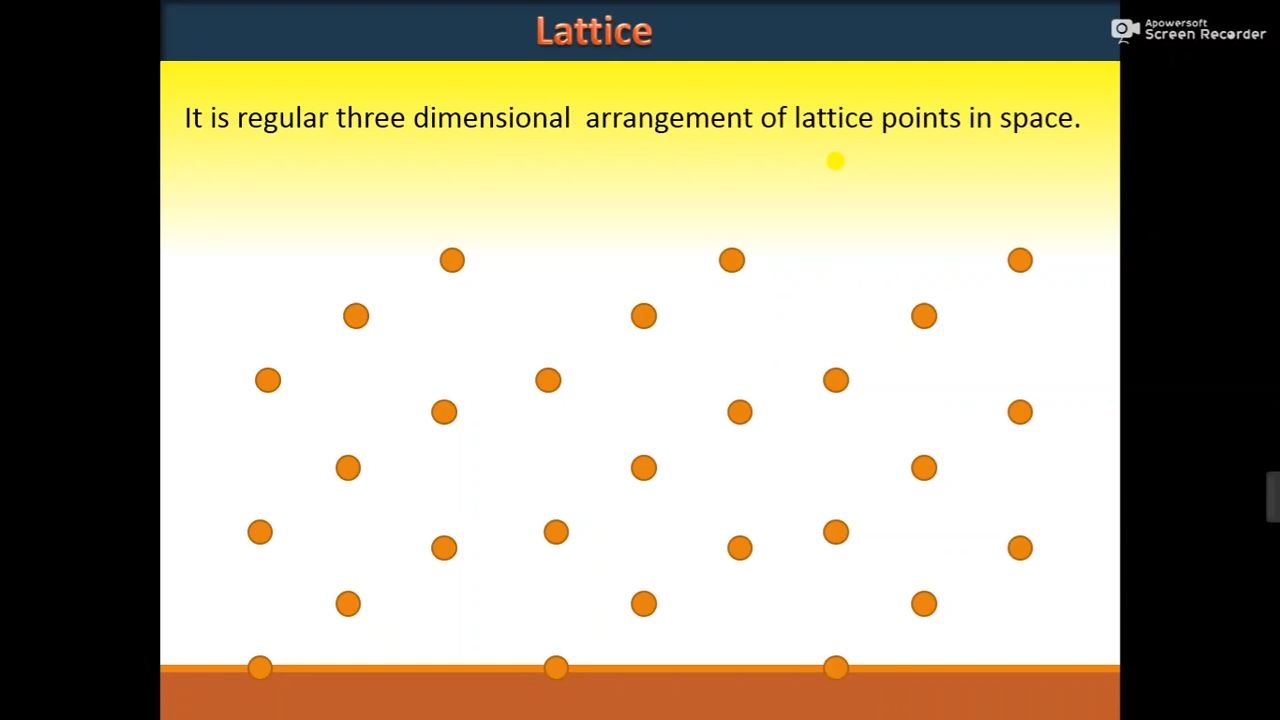 Lattice
Apowersoft
Screen Recorder
It is regular three dimensional  arrangement of lattice points in space.